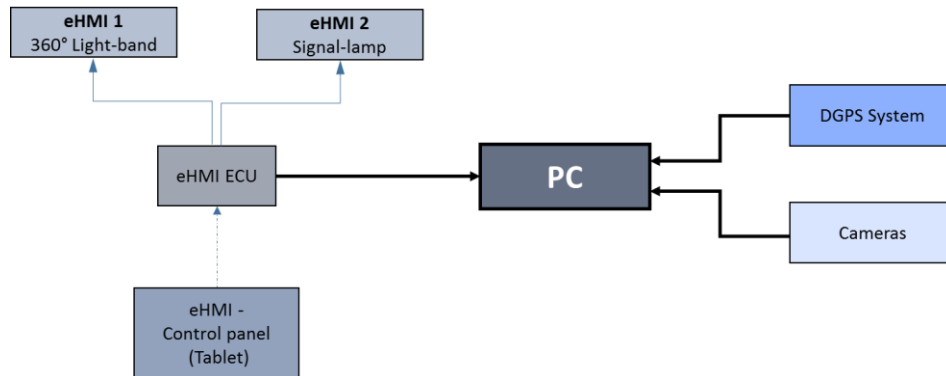 eHMI 1
360° Light-band
eHMI 2
Signal-lamp
DGPS System
eHMI ECU
PC
Cameras
eHMI -
Control panel
(Tablet)